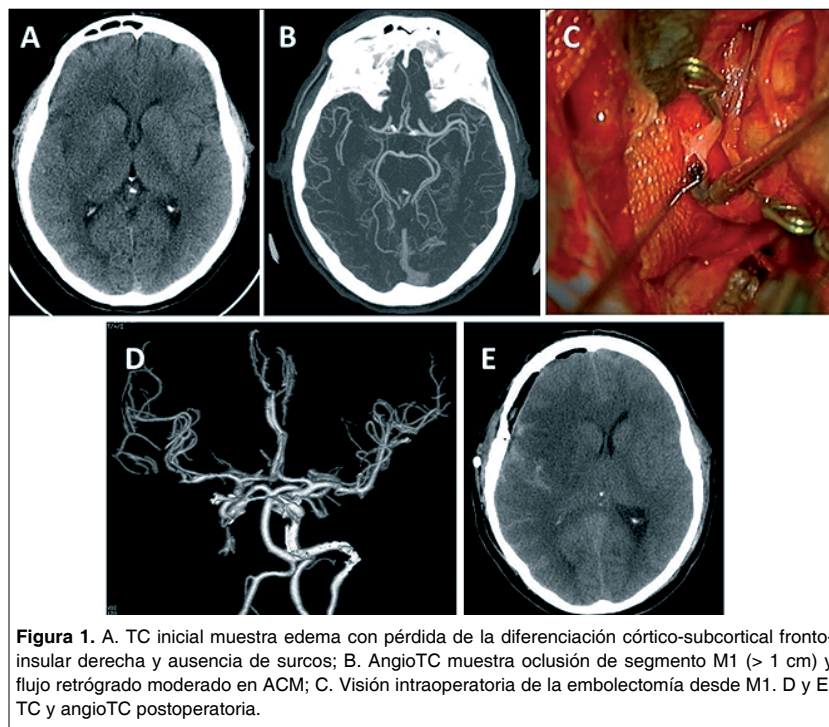 A
B
C
D
E
Figura 1. A. TC inicial muestra edema con pérdida de la diferenciación córtico-subcortical fronto-
insular derecha y ausencia de surcos; B. AngioTC muestra oclusión de segmento M1 (> 1 cm) y
flujo retrógrado moderado en ACM; C. Visión intraoperatoria de la embolectomía desde M1. D y E.
TC y angioTC postoperatoria.